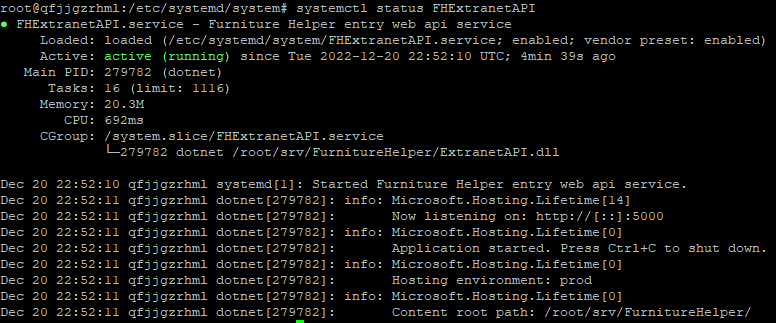 root@qfjjgzrhml:/etc/systemd/system# systemctl status FHExtranetAPI
● FHExtranetAPI.service - Furniture Helper entry web api service
Loaded: loaded (/etc/systemd/system/FHExtranetAPI.service; enabled; vendor preset: enabled)
Active: active (running) since Tue 2022-12-20 22:52:10 UTC; 4min 39s ago
Main PID: 279782 (dotnet)
Tasks: 16 (limit: 1116)
Memory: 20.3M
CPU: 692ms
CGroup: /system.slice/FHExtranetAPI.service
└─279782 dotnet /root/srv/FurnitureHelper/ExtranetAPI.dll
Dec 20 22:52:10 qfjjgzrhml systemd[1]: Started Furniture Helper entry web api service.
Dec 20 22:52:11 qfjjgzrhml dotnet[279782]: info: Microsoft.Hosting.Lifetime[14]
Dec 20 22:52:11 qfjjgzrhml dotnet[279782]:       Now listening on: http://[::]:5000
Dec 20 22:52:11 qfjjgzrhml dotnet[279782]: info: Microsoft.Hosting.Lifetime[0]
Dec 20 22:52:11 qfjjgzrhml dotnet[279782]:       Application started. Press Ctrl+C to shut down.
Dec 20 22:52:11 qfjjgzrhml dotnet[279782]: info: Microsoft.Hosting.Lifetime[0]
Dec 20 22:52:11 qfjjgzrhml dotnet[279782]:       Hosting environment: prod
Dec 20 22:52:11 qfjjgzrhml dotnet[279782]: info: Microsoft.Hosting.Lifetime[0]
Dec 20 22:52:11 qfjjgzrhml dotnet[279782]:       Content root path: /root/srv/FurnitureHelper/